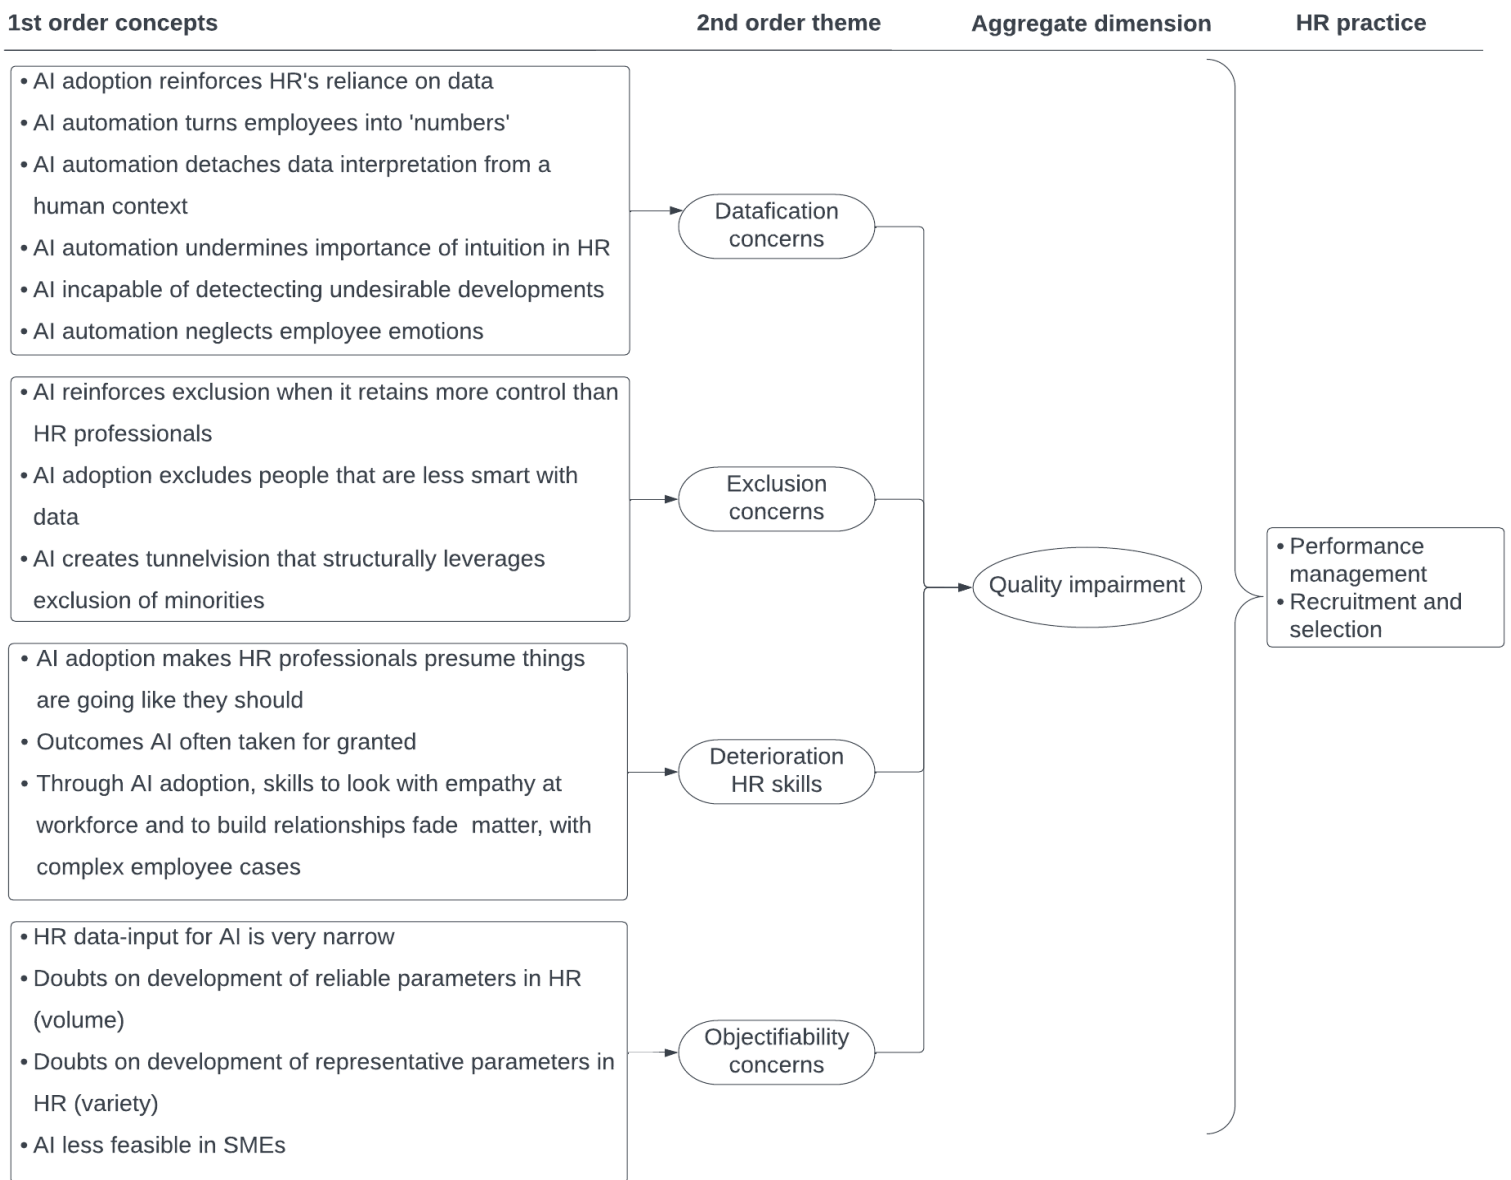 1st order concepts
2nd order theme
Aggregate dimension
HR practice
• AI adoption reinforces HR's reliance on data
• AI automation turns employees into 'numbers'
• AI automation detaches data interpretation from a
human context
• AI automation undermines importance of intuition in HR
• AI incapable of detectecting undesirable developments
• AI automation neglects employee emotions
Datafication
concerns
• AI reinforces exclusion when it retains more control than
HR professionals
• AI adoption excludes people that are less smart with
data
• AI creates tunnelvision that structurally leverages
exclusion of minorities
Exclusion
concerns
• AI adoption makes HR professionals presume things
are going like they should
• Outcomes AI often taken for granted
• Through AI adoption, skills to look with empathy at
workforce and to build relationships fade  matter, with
complex employee cases
Deterioration
HR skills
• HR data-input for AI is very narrow
• Doubts on development of reliable parameters in HR
(volume)
• Doubts on development of representative parameters in
HR (variety)
• AI less feasible in SMEs
Objectifiability
concerns
Quality impairment
• Performance
management
• Recruitment and
selection